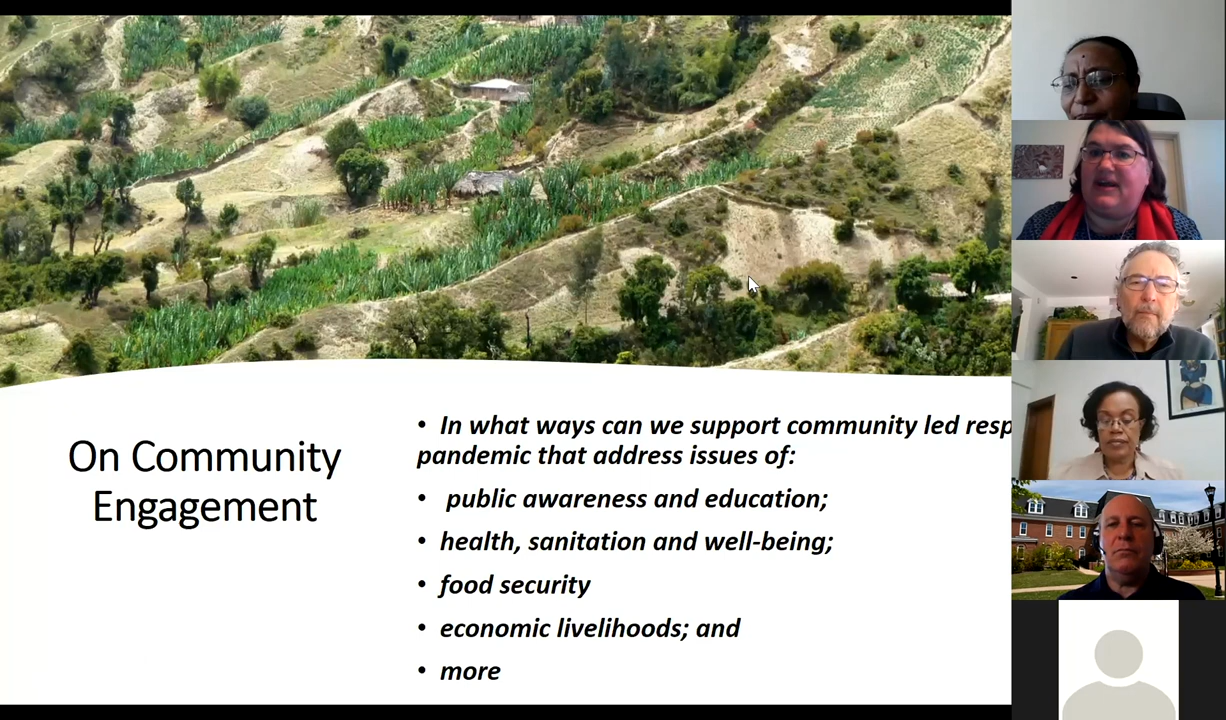 On Community
Engagement
• In what ways can we support community led resp
pandemic that address issues of:
• public awareness and education;
• health, sanitation and well-being;
• food security
• economic livelihoods; and
• more